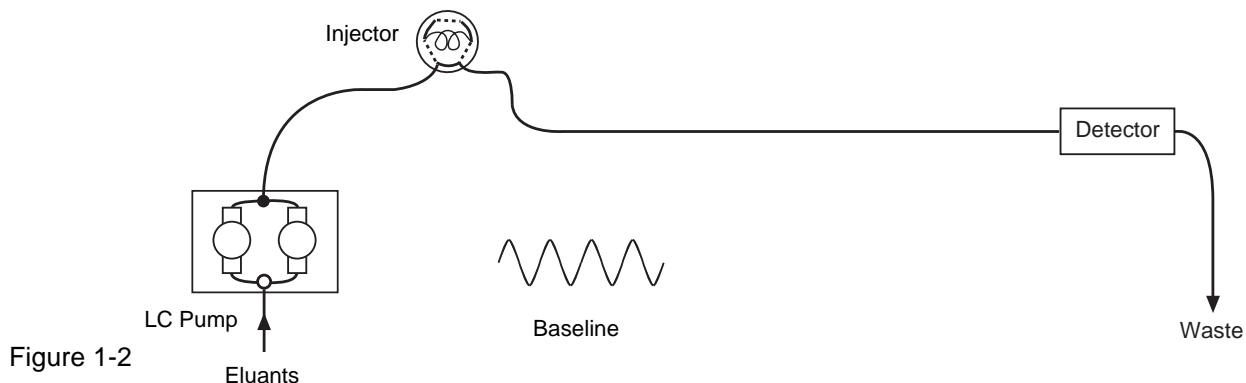 Injector
Detector
LC Pump
Baseline
Waste
Figure 1-2
Eluants